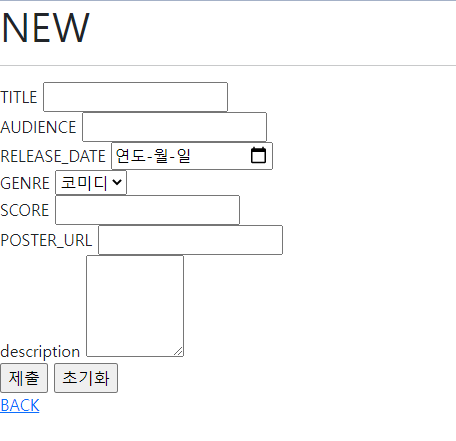 NEW
TITLE
AUDIENCE
RELEASE_DATE 연도-월-일
GENRE 코미디
SCORE
POSTER_URL
description
제출 초기화
BACK